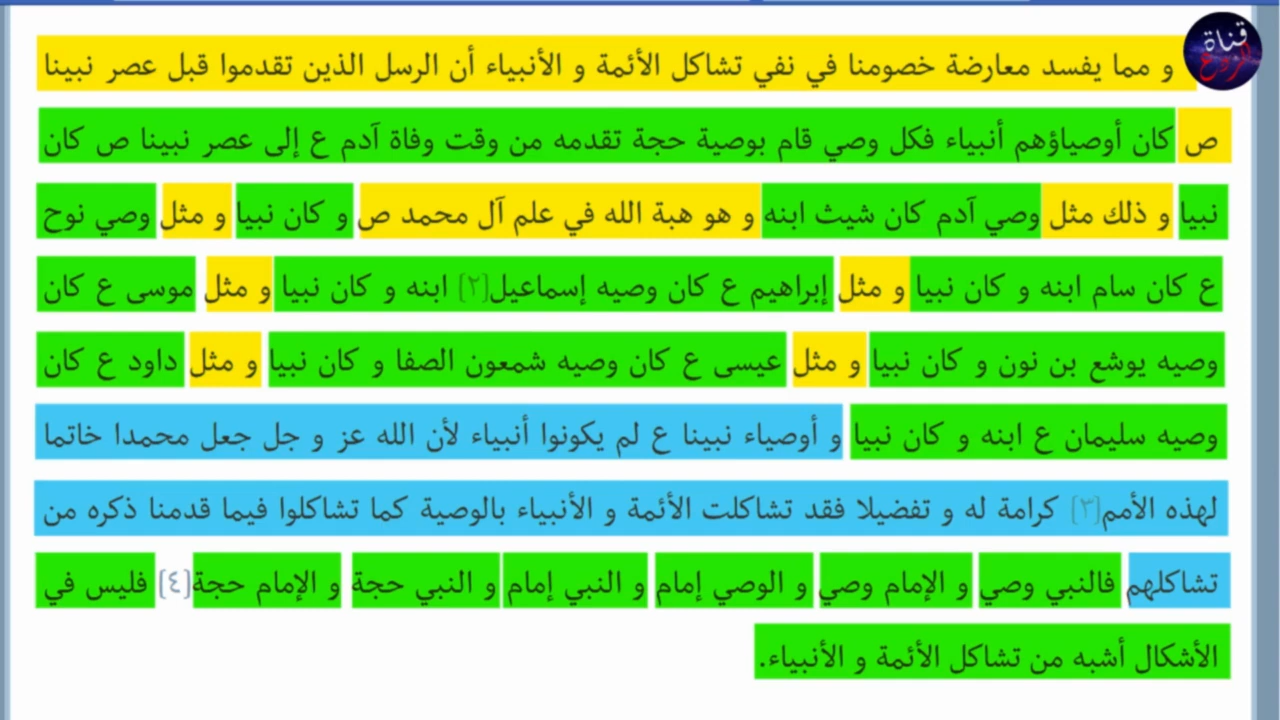 قناة
و مما يفسد معارضة خصومنا في نفي تشاكل الأئمة و الأنبياء أن الرسل الذين تقدموا قبل عصر نبينا
ص كان أوصياؤهم أنبياء فكل وصي قام بوصية حجة تقدمه من وقت وفاة آدم ع إلى عصر نبينا ص كان
نبيا و ذلك مثل وصي آدم كان شيث ابنه و هو هبة الله في علم آل محمد ص و كان نبيا و مثل وصي نوح
ع كان سام ابنه و كان نبيا و مثل إبراهيم ع كان وصيه إسماعيل[٢] ابنه و كان نبيا و مثل موسى ع كان
وصيه يوشع بن نون و كان نبيا و مثل عيسى ع كان وصيه شمعون الصفا و كان نبيا و مثل داود ع كان
وصيه سليمان ع ابنه و كان نبيا و أوصياء نبينا ع لم يكونوا أنبياء لأن الله عز و جل جعل محمدا خاتما
لهذه الأمم[٣] كرامة له و تفضيلا فقد تشاكلت الأئمة و الأنبياء بالوصية كما تشاكلوا فيما قدمنا ذكره من
تشاكلهم فالنبي وصي و الإمام وصي و الوصي إمام و النبي إمام و النبي حجة و الإمام حجة[٤] فليس في
الأشكال أشبه من تشاكل الأئمة و الأنبياء.